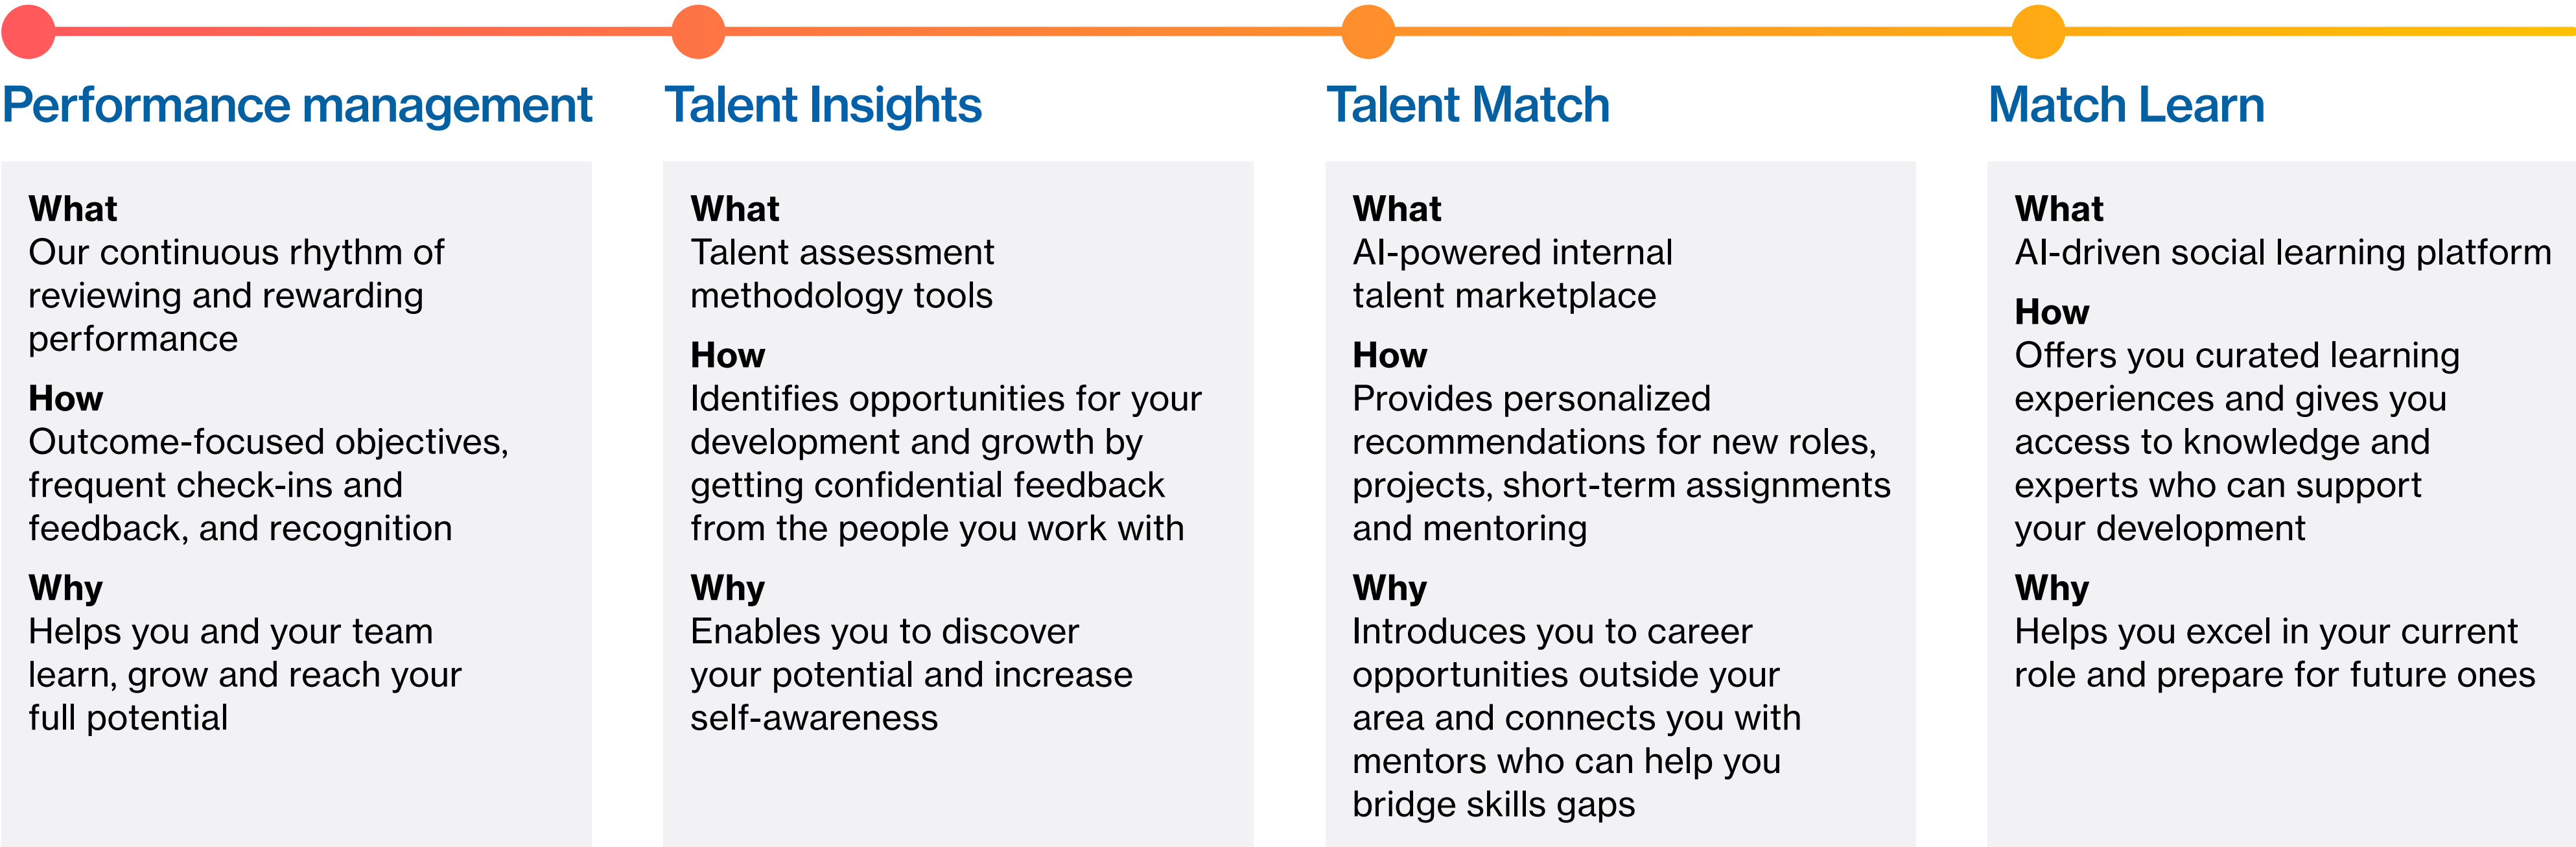 Performance management
What
Our continuous rhythm of
reviewing and rewarding
performance
How
Outcome-focused objectives,
frequent check-ins and
feedback, and recognition
Why
Helps you and your team
learn, grow and reach your
full potential
Talent Insights
What
Talent assessment
methodology tools
How
Identifies opportunities for your
development and growth by
getting confidential feedback
from the people you work with
Why
Enables you to discover
your potential and increase
self-awareness
Talent Match
What
AI-powered internal
talent marketplace
How
Provides personalized
recommendations for new roles,
projects, short-term assignments
and mentoring
Why
Introduces you to career
opportunities outside your
area and connects you with
mentors who can help you
bridge skills gaps
Match Learn
What
AI-driven social learning platform
How
Offers you curated learning
experiences and gives you
access to knowledge and
experts who can support
your development
Why
Helps you excel in your current
role and prepare for future ones